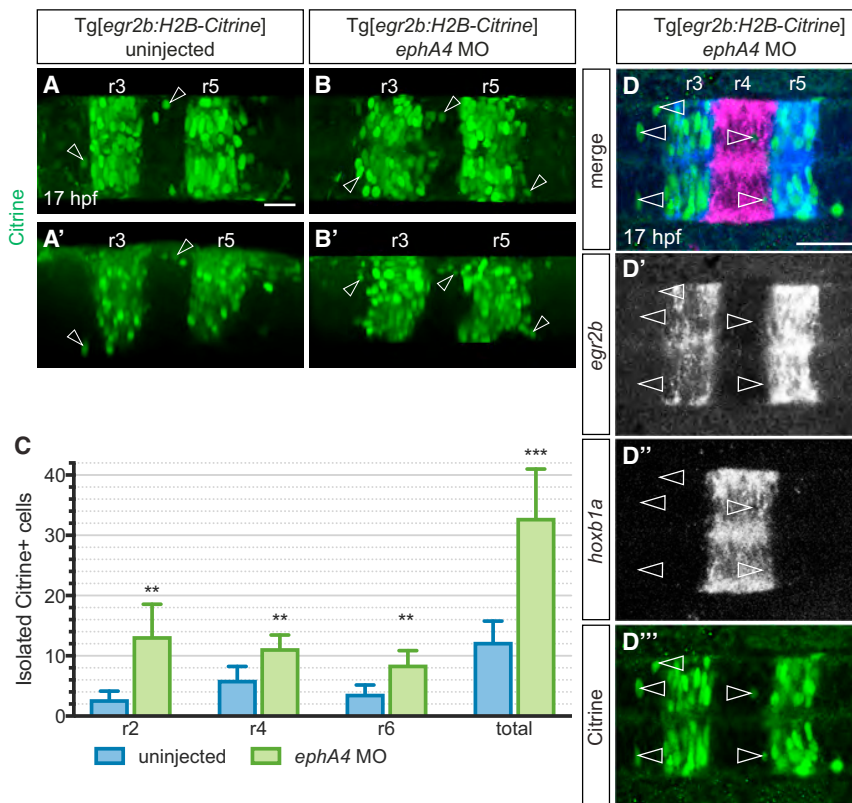 Tg[egr2b:H2B-Citrine]
uninjected
Tg[egr2b:H2B-Citrine]
ephA4 MO
Tg[egr2b:H2B-Citrine]
ephA4 MO
Citrine
A
r3
r5
17 hpf
B
r3
r5
A’
r3
r5
B’
r3
r5
C
Isolated Citrine+ cells
40
30
20
10
0
**
**
**
***
r2
r4
r6
total
uninjected
ephA4 MO
merge
D
r3
r4
r5
17 hpf
egr2b
D’
hoxb1a
D’’
Citrine
D’’’